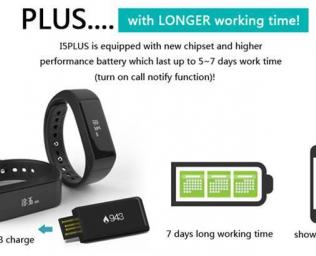 PLUS....
with LONGER working time!
I5PLUS is equipped with new chipset and higher
performance battery which last up to 5~7 days work time
(turn on call notify function)!
943
charge
7 days long working time
show